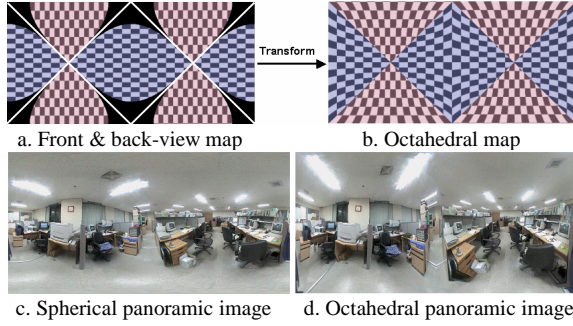 Transform
a. Front & back-view map
b. Octahedral map
c. Spherical panoramic image
d. Octahedral panoramic image